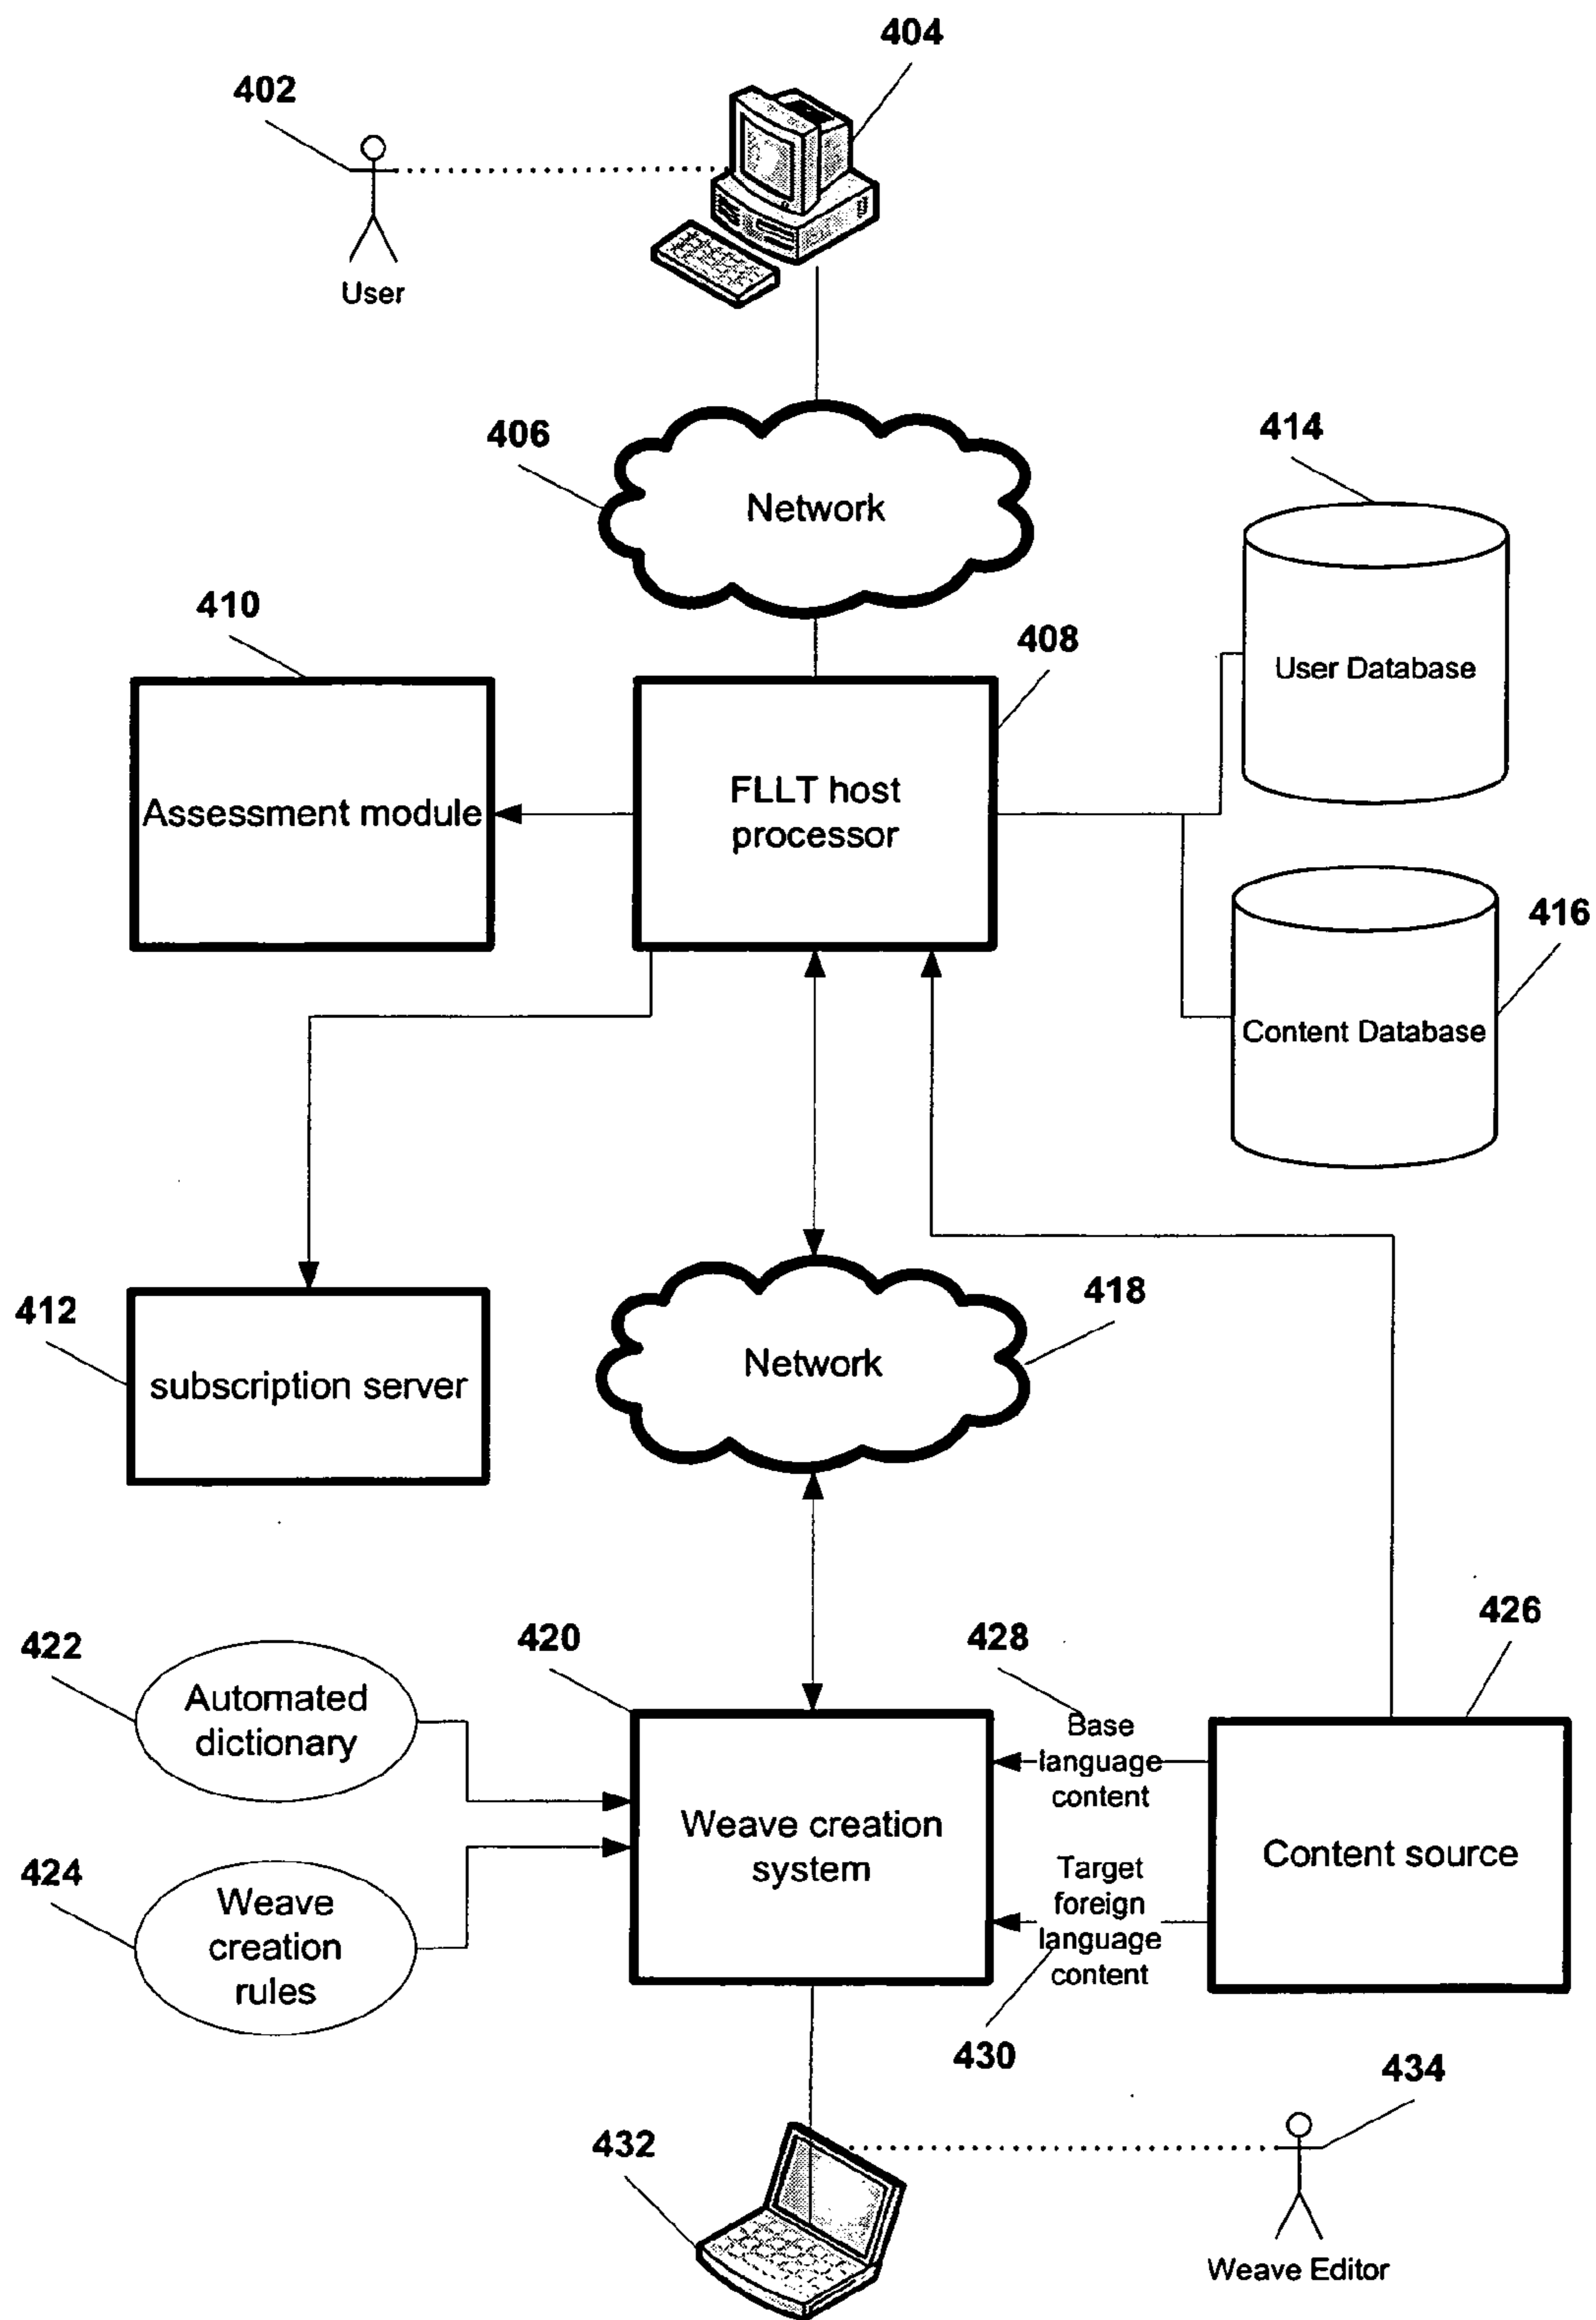 404
402
User
406
Network
414
410
408
User Database
Assessment module
FLLT host
processor
416
Content Database
412
subscription server
418
Network
422
Automated
dictionary
420
428
426
Base
language
content
Weave creation
system
Content source
424
Weave
creation
rules
Target
foreign
language
content
430
434
432
Weave Editor